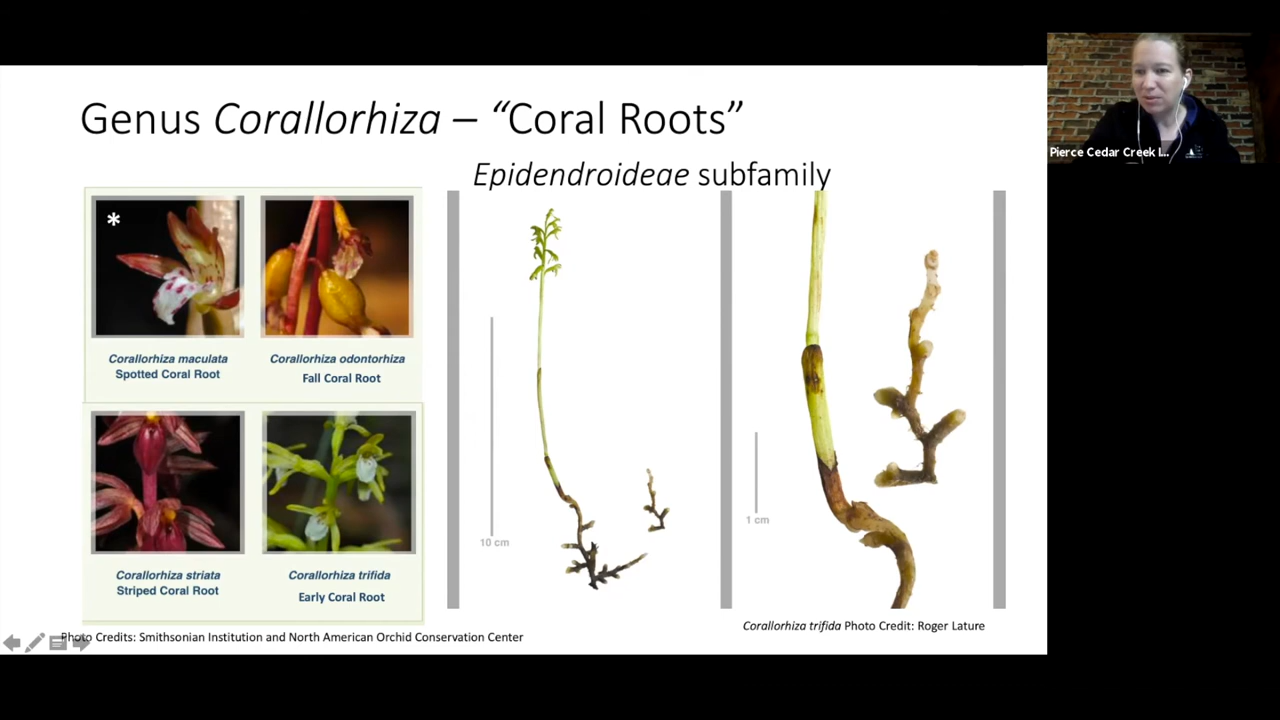 Genus Corallorhiza – “Coral Roots”
Epidendroideae subfamily
*
Corallorhiza maculata
Spotted Coral Root
Corallorhiza odontorhiza
Fall Coral Root
Corallorhiza striata
Striped Coral Root
Corallorhiza trifida
Early Coral Root
10 cm
1 cm
Corallorhiza trifida Photo Credit: Roger Lature
Photo Credits: Smithsonian Institution and North American Orchid Conservation Center
Pierce Cedar Creek I...